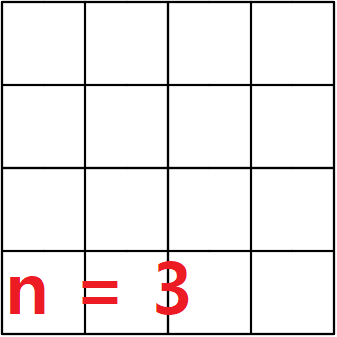 n = 3